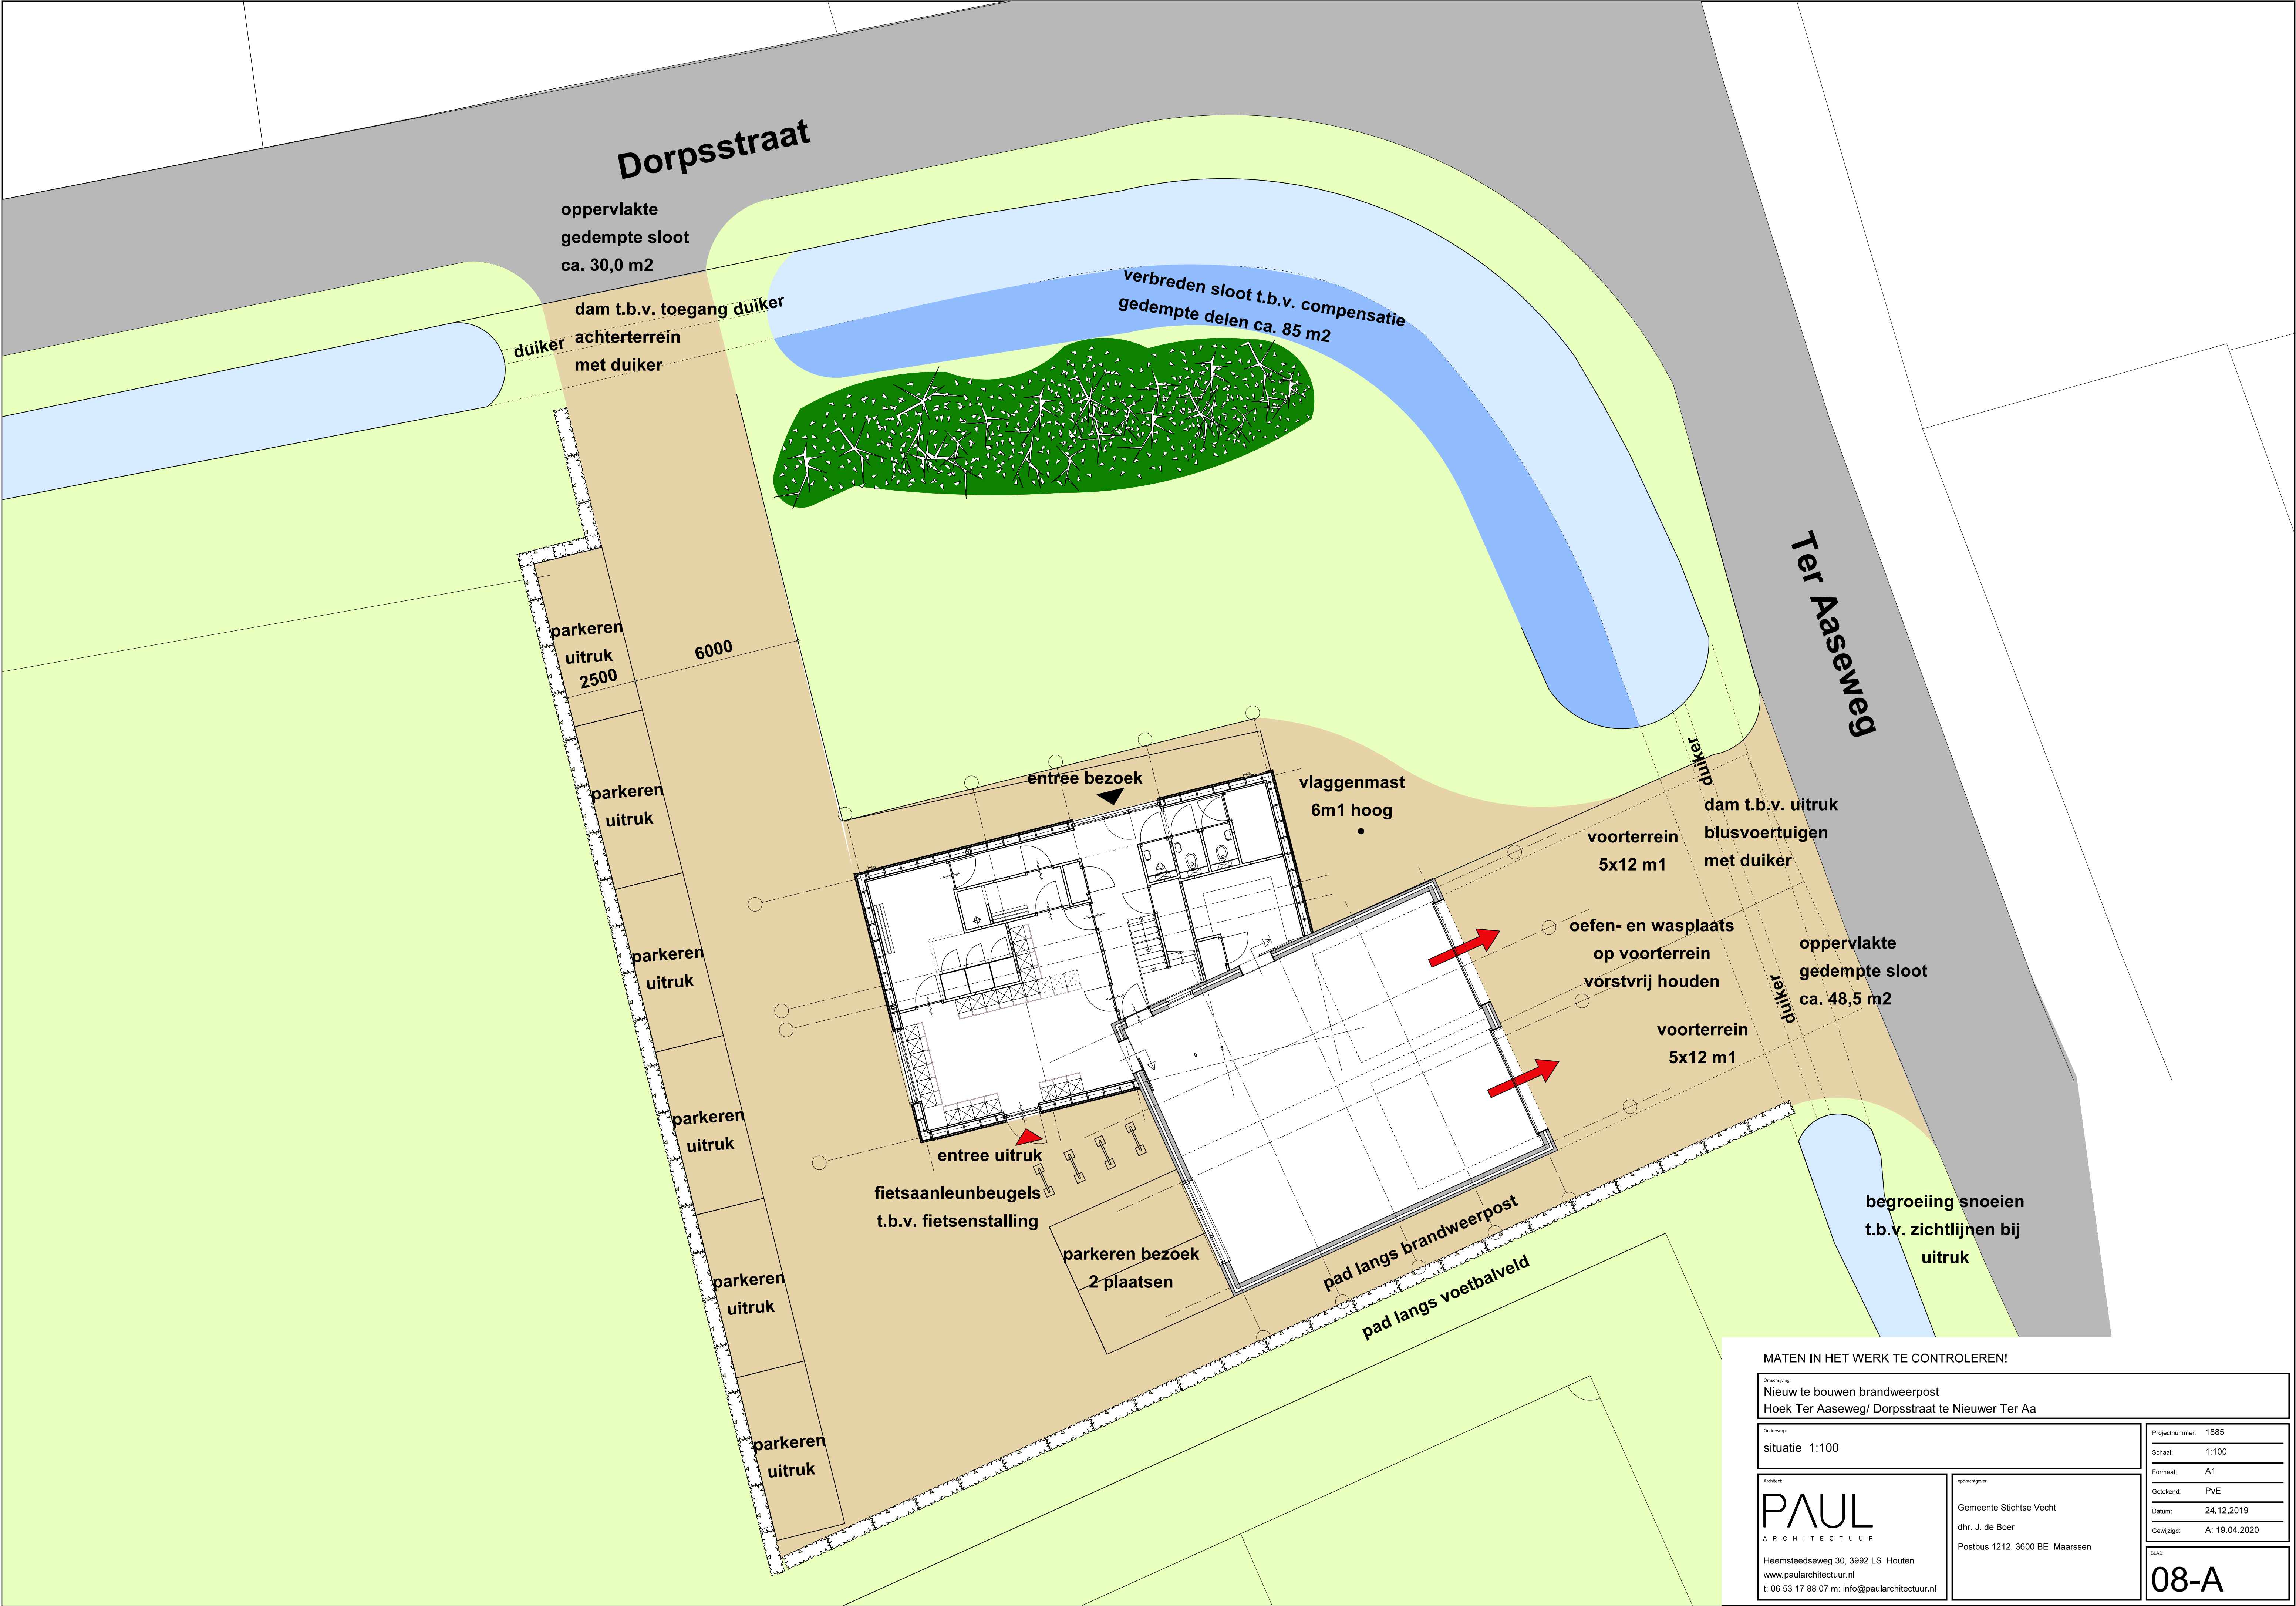 Dorpsstraat
oppervlakte
gedempte sloot
ca. 30,0 m2
dam t.b.v. toegang
achterterrein
met duiker
duiker
duiker
verbreden sloot t.b.v. compensatie
gedempte delen ca. 85 m2
Ter Aaseweg
parkeren
uitruk
2500
6000
parkeren
uitruk
parkeren
uitruk
parkeren
uitruk
parkeren
uitruk
parkeren
uitruk
entree bezoek
vlaggenmast
6m1 hoog
duiker
dam t.b.v. uitruk
blusvoertuigen
met duiker
voorterrein
5x12 m1
oefen- en wasplaats
op voorterrein
vorstvrij houden
duiker
oppervlakte
gedempte sloot
ca. 48,5 m2
voorterrein
5x12 m1
entree uitruk
fietsaanleunbeugels
t.b.v. fietsenstalling
parkeren bezoek
2 plaatsen
pad langs brandweerpost
pad langs voetbalveld
begroeiing snoeien
t.b.v. zichtlijnen bij
uitruk
MATEN IN HET WERK TE CONTROLEREN!
Omschrijving:
Nieuw te bouwen brandweerpost
Hoek Ter Aaseweg/ Dorpsstraat te Nieuwer Ter Aa
Onderwerp:
situatie 1:100
Architect:
PAUL
ARCHITECTUUR
Heemsteedseweg 30, 3992 LS Houten
www.paularchitectuur.nl
t: 06 53 17 88 07 m: info@paularchitectuur.nl
opdrachtgever:
Gemeente Stichtse Vecht
dhr. J. de Boer
Postbus 1212, 3600 BE Maarssen
Projectnummer: 1885
Schaal: 1:100
Formaat: A1
Getekend: PvE
Datum: 24.12.2019
Gewijzigd: A: 19.04.2020
BLAD:
08-A